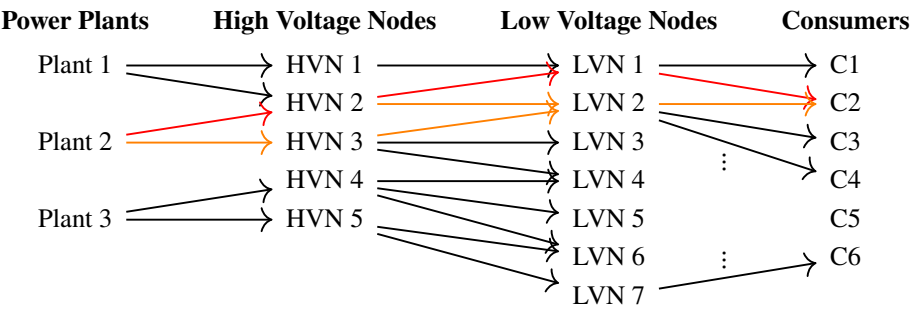 Power Plants High Voltage Nodes Low Voltage Nodes Consumers
Plant 1 HVN 1 LVN 1 C1
HVN 2 LVN 2 C2
Plant 2 HVN 3 LVN 3 C3
HVN 4 LVN 4 C4
Plant 3 HVN 5 LVN 5 C5
LVN 6 C6
LVN 7